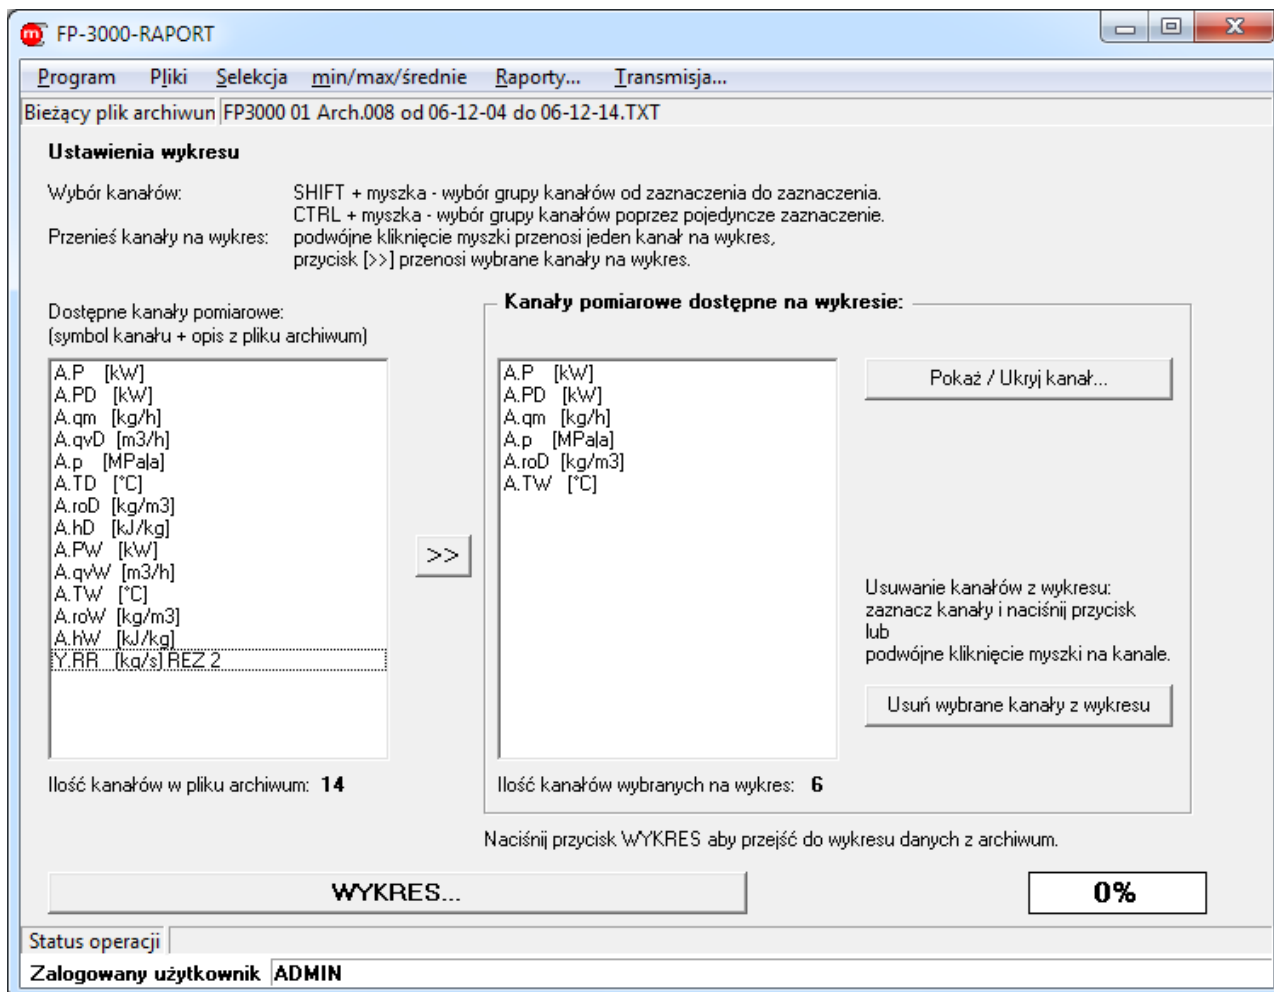 FP-3000-RAPORT
Program Pliki Selekcja min/max/średnie Raporty... Transmisja...
Bieżący plik archiwun FP3000 01 Arch.008 od 06-12-04 do 06-12-14.TXT
Ustawienia wykresu
Wybór kanałów: SHIFT + myszka - wybór grupy kanałów od zaznaczenia do zaznaczenia.
CTRL + myszka - wybór grupy kanałów poprzez pojedyncze zaznaczenie.
Przenieś kanały na wykres: podwójne kliknięcie myszki przenosi jeden kanał na wykres,
przycisk [>>] przenosi wybrane kanały na wykres.
Dostępne kanały pomiarowe:
(symbol kanału + opis z pliku archiwum)
A.P [kW]
A.PD [kW]
A.qm [kg/h]
A.qvD [m3/h]
A.p [MPa|a]
A.TD [°C]
A.roD [kg/m3]
A.hD [kJ/kg]
A.PW [kW]
A.qvW [m3/h]
A.TW [°C]
A.roW [kg/m3]
A.hW [kJ/kg]
Y.RR [kg/s] REZ 2
Ilość kanałów w pliku archiwum: 14
>>
Kanały pomiarowe dostępne na wykresie:
A.P [kW]
A.PD [kW]
A.qm [kg/h]
A.p [MPa|a]
A.roD [kg/m3]
A.TW [°C]
Pokaż / Ukryj kanał...
Usuwanie kanałów z wykresu:
zaznacz kanały i naciśnij przycisk
lub
podwójne kliknięcie myszki na kanale.
Usuń wybrane kanały z wykresu
Ilość kanałów wybranych na wykres: 6
Naciśnij przycisk WYKRES aby przejść do wykresu danych z archiwum.
WYKRES...
0%
Status operacji
Zalogowany użytkownik ADMIN